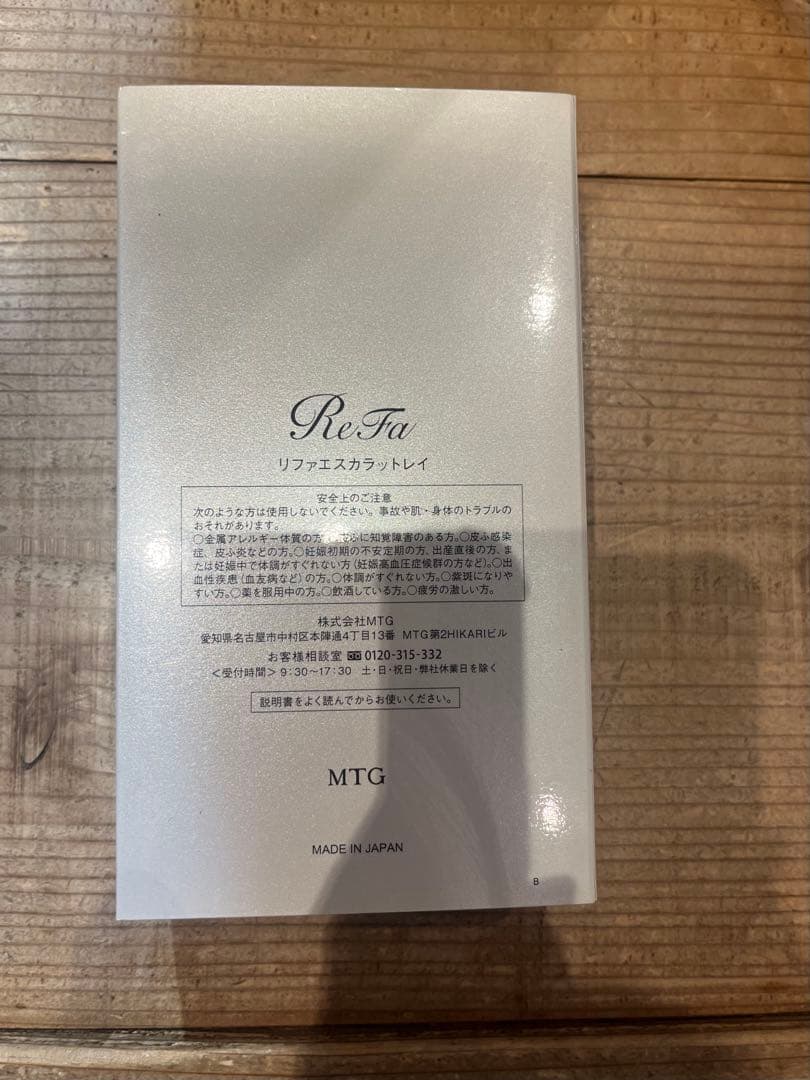 ReFa
リファエスカラットレイ
安全上のご注意
次のような方は使用しないでください。事故や肌・身体のトラブルの
おそれがあります。
○金属アレルギー体質の方 皮ふに知覚障害のある方。○皮ふ感染
症、皮ふ炎などの方。○妊娠初期の不安定期の方、出産直後の方、ま
たは妊娠中で体調がすぐれない方（妊娠高血圧症候群の方など）。○出
血性疾患（血友病など）の方。○体調がすぐれない方。○紫斑になりや
すい方。○薬を服用中の方。○飲酒している方。○疲労の激しい方。
株式会社MTG
愛知県名古屋市中村区本陣通4丁目13番 MTG第2HIKARIビル
お客様相談室 0120-315-332
＜受付時間＞9:30～17:30 土・日・祝日・弊社休業日を除く
説明書をよく読んでからお使いください。
MTG
MADE IN JAPAN
B